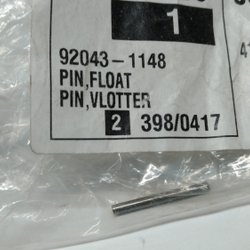 1
92043-1148
PIN,FLOAT
PIN,VLOTTER
2 398/0417